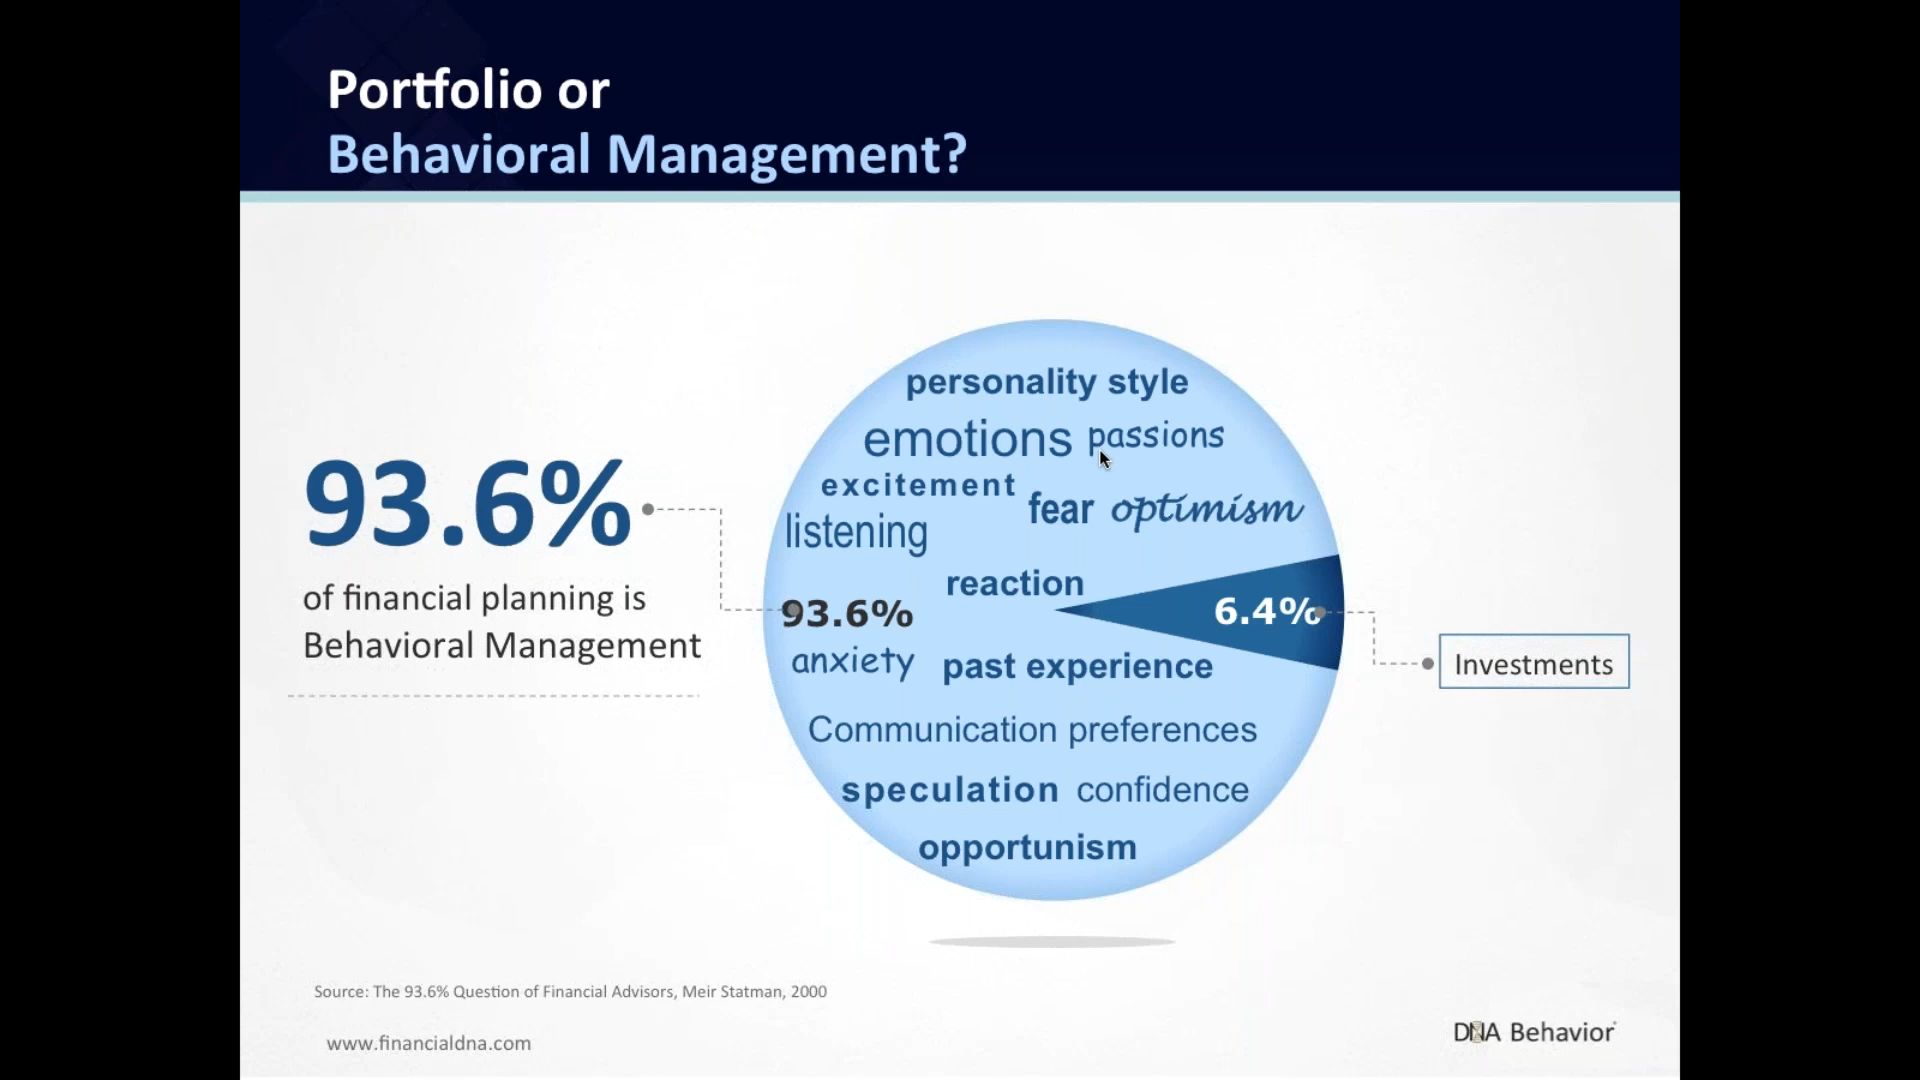 Portfolio or
Behavioral Management?
93.6%
of financial planning is
Behavioral Management
personality style
emotions passions
excitement
fear optimism
listening
reaction
93.6%
6.4%
anxiety
past experience
Investments
Communication preferences
speculation confidence
opportunism
Source: The 93.6% Question of Financial Advisors, Meir Statman, 2000
www.financialdna.com
DNA Behavior